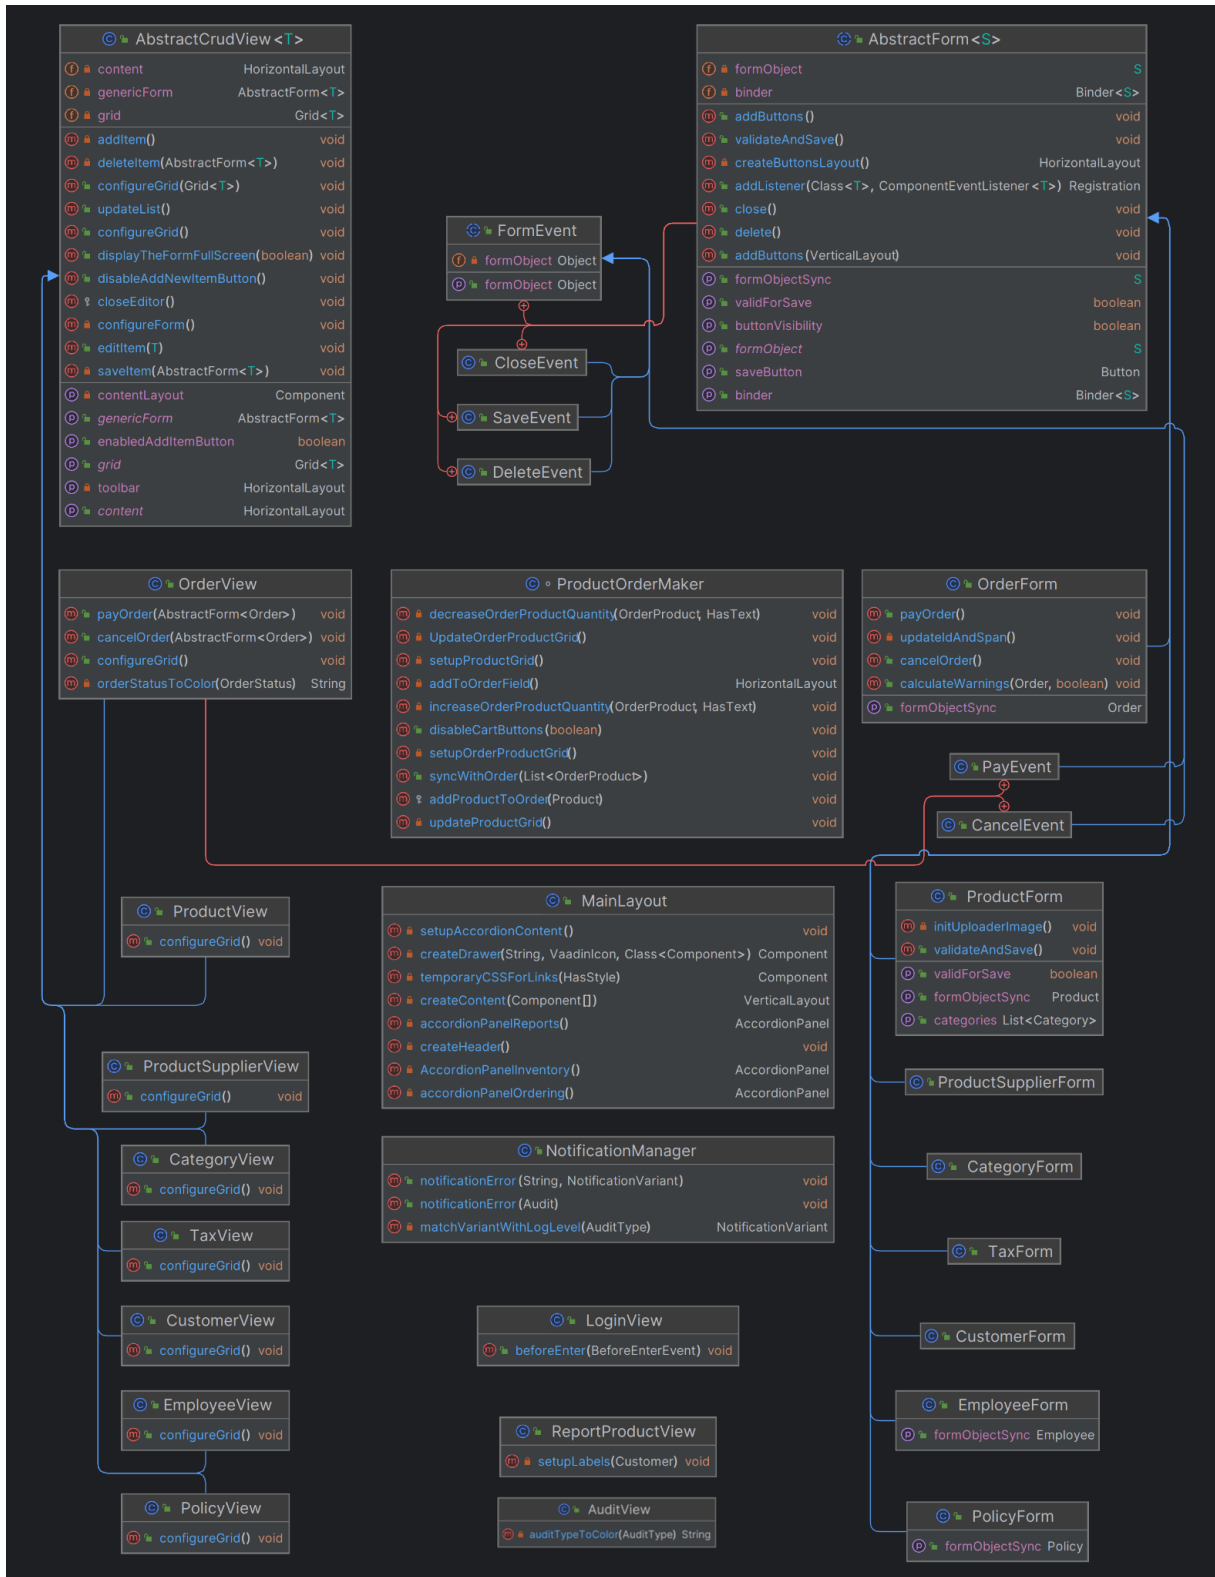 AbstractCrudView<T>
content HorizontalLayout
genericForm AbstractForm<T>
grid Grid<T>
addItem() void
deleteItem(AbstractForm<T>) void
configureGrid(Grid<T>) void
updateList() void
configureGrid() void
displayTheFormFullScreen(boolean) void
disableAddNewItemButton() void
closeEditor() void
configureForm() void
editItem(T) void
saveItem(AbstractForm<T>) void
contentLayout Component
genericForm AbstractForm<T>
enabledAddItemButton boolean
grid Grid<T>
toolbar HorizontalLayout
content HorizontalLayout
FormEvent
formObject Object
formObject Object
CloseEvent
SaveEvent
DeleteEvent
AbstractForm<S>
formObject S
binder Binder<S>
addButtons() void
validateAndSave() void
createButtonsLayout() HorizontalLayout
addListener(Class<T>, ComponentEventListener<T>) Registration
close() void
delete() void
addButtons(VerticalLayout) void
formObjectSync S
validForSave boolean
buttonVisibility boolean
formObject S
saveButton Button
binder Binder<S>
OrderView
payOrder(AbstractForm<Order>) void
cancelOrder(AbstractForm<Order>) void
configureGrid() void
orderStatusToColor(OrderStatus) String
ProductOrderMaker
decreaseOrderProductQuantity(OrderProduct, HasText) void
UpdateOrderProductGrid() void
setupProductGrid() void
addToOrderField() HorizontalLayout
increaseOrderProductQuantity(OrderProduct, HasText) void
disableCartButtons(boolean) void
setupOrderProductGrid() void
syncWithOrder(List<OrderProduct>) void
addProductToOrder(Product) void
updateProductGrid() void
OrderForm
payOrder() void
updateIdAndSpan() void
cancelOrder() void
calculateWarnings(Order, boolean) void
formObjectSync Order
PayEvent
CancelEvent
ProductView
configureGrid() void
MainLayout
setupAccordionContent() void
createDrawer(String, VaadinIcon, Class<Component>) Component
temporaryCSSForLinks(HasStyle) Component
createContent(Component[]) VerticalLayout
accordionPanelReports() AccordionPanel
createHeader() void
AccordionPanelInventory() AccordionPanel
accordionPanelOrdering() AccordionPanel
ProductForm
initUploaderImage() void
validateAndSave() void
validForSave boolean
formObjectSync Product
categories List<Category>
ProductSupplierView
configureGrid() void
ProductSupplierForm
CategoryView
configureGrid() void
NotificationManager
notificationError(String, NotificationVariant) void
notificationError(Audit) void
matchVariantWithLogLevel(AuditType) NotificationVariant
CategoryForm
TaxView
configureGrid() void
TaxForm
CustomerView
configureGrid() void
LoginView
beforeEnter(BeforeEnterEvent) void
CustomerForm
EmployeeView
configureGrid() void
ReportProductView
setupLabels(Customer) void
EmployeeForm
formObjectSync Employee
PolicyView
configureGrid() void
AuditView
auditTypeToColor(AuditType) String
PolicyForm
formObjectSync Policy